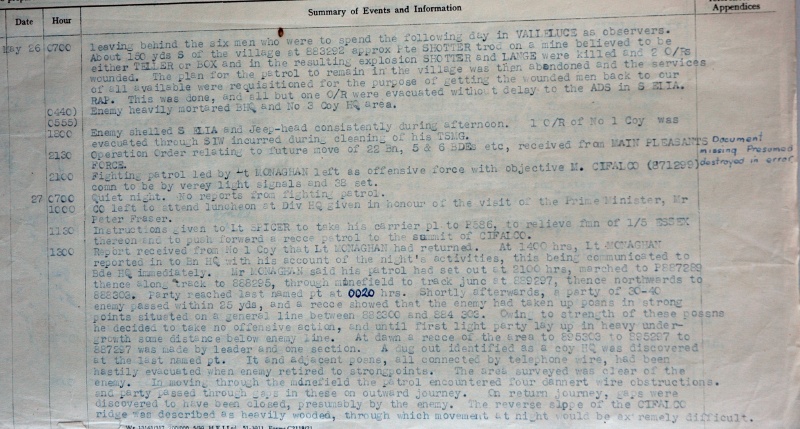 Summary of Events and Information
Appendices
Date Hour
May 26 0700 leaving behind the six men who were to spend the following day in VALLELUCE as observers.
About 150 yds S of the village at 883292 approx Pte SHOTTER trod on a mine believed to be
either TELLER or BOX and in the resulting explosion SHOTTER and LANGE were killed and 2 O/Rs
wounded. The plan for the patrol to remain in the village was then abandoned and the services
of all available were requisitioned for the purpose of getting the wounded men back to our
RAP. This was done, and all but one O/R were evacuated without delay to the ADS in S ELIA.
0440) Enemy heavily mortared BHQ and No 3 Coy HQ area.
0555)
1800 Enemy shelled S ELIA and Jeep-head consistently during afternoon. 1 O/R of No 1 Coy was
evacuated through SIW incurred during cleaning of his TSMG.
2130 Operation Order relating to future move of 22 Bn, 5 & 6 BDEs etc, received from MAIN PLEASANTS
FORCE.
Document missing Presumed destroyed in error
2100 Fighting patrol led by Lt MONAGHAN left as offensive force with objective M. CIFALCO (871299)
comn to be by verey light signals and 38 set.
27 0700 Quiet night. No reports from fighting patrol.
1000 CO left to attend luncheon at Div HQ given in honour of the visit of the Prime Minister, Mr
Peter Fraser.
1130 Instructions given to Lt SPICER to take his carrier pl to P886, to relieve fmn of 1/5 ESSEX
thereon and to push forward a recce patrol to the summit of CIFALCO.
1300 Report received from No 1 Coy that Lt MONAGHAN had returned. At 1400 hrs, Lt MONAGHAN
reported in to Bn HQ with his account of the night's activities, this being communicated to
Bde HQ immediately. Mr MONAGHAN said his patrol had set out at 2100 hrs, marched to P887289
thence along track to 888295, through minefield to track junc at 889297, thence northwards to
888303. Party reached last named pt at 0020 hrs. Shortly afterwards, a party of 30-40
enemy passed within 25 yds, and a recce showed that the enemy had taken up posns in strong
points situated on a general line between 886300 and 884 303. Owing to strength of these posns
he decided to take no offensive action, and until first light party lay up in heavy under-
growth some distance below enemy line. At dawn a recce of the area to 895303 to 895297 to
887297 was made by leader and one section. A dug out identified as a coy HQ was discovered
at the last named pt. It and adjacent posns, all connected by telephone wire, had been
hastily evacuated when enemy retired to strongpoints. The area surveyed was clear of the
enemy. In moving through the minefield the patrol encountered four dannert wire obstructions.
and party passed through gaps in these on outward journey. On return journey, gaps were
discovered to have been closed, presumably by the enemy. The reverse slope of the CIFALCO
ridge was described as heavily wooded, through which movement at night would be extremely difficult.